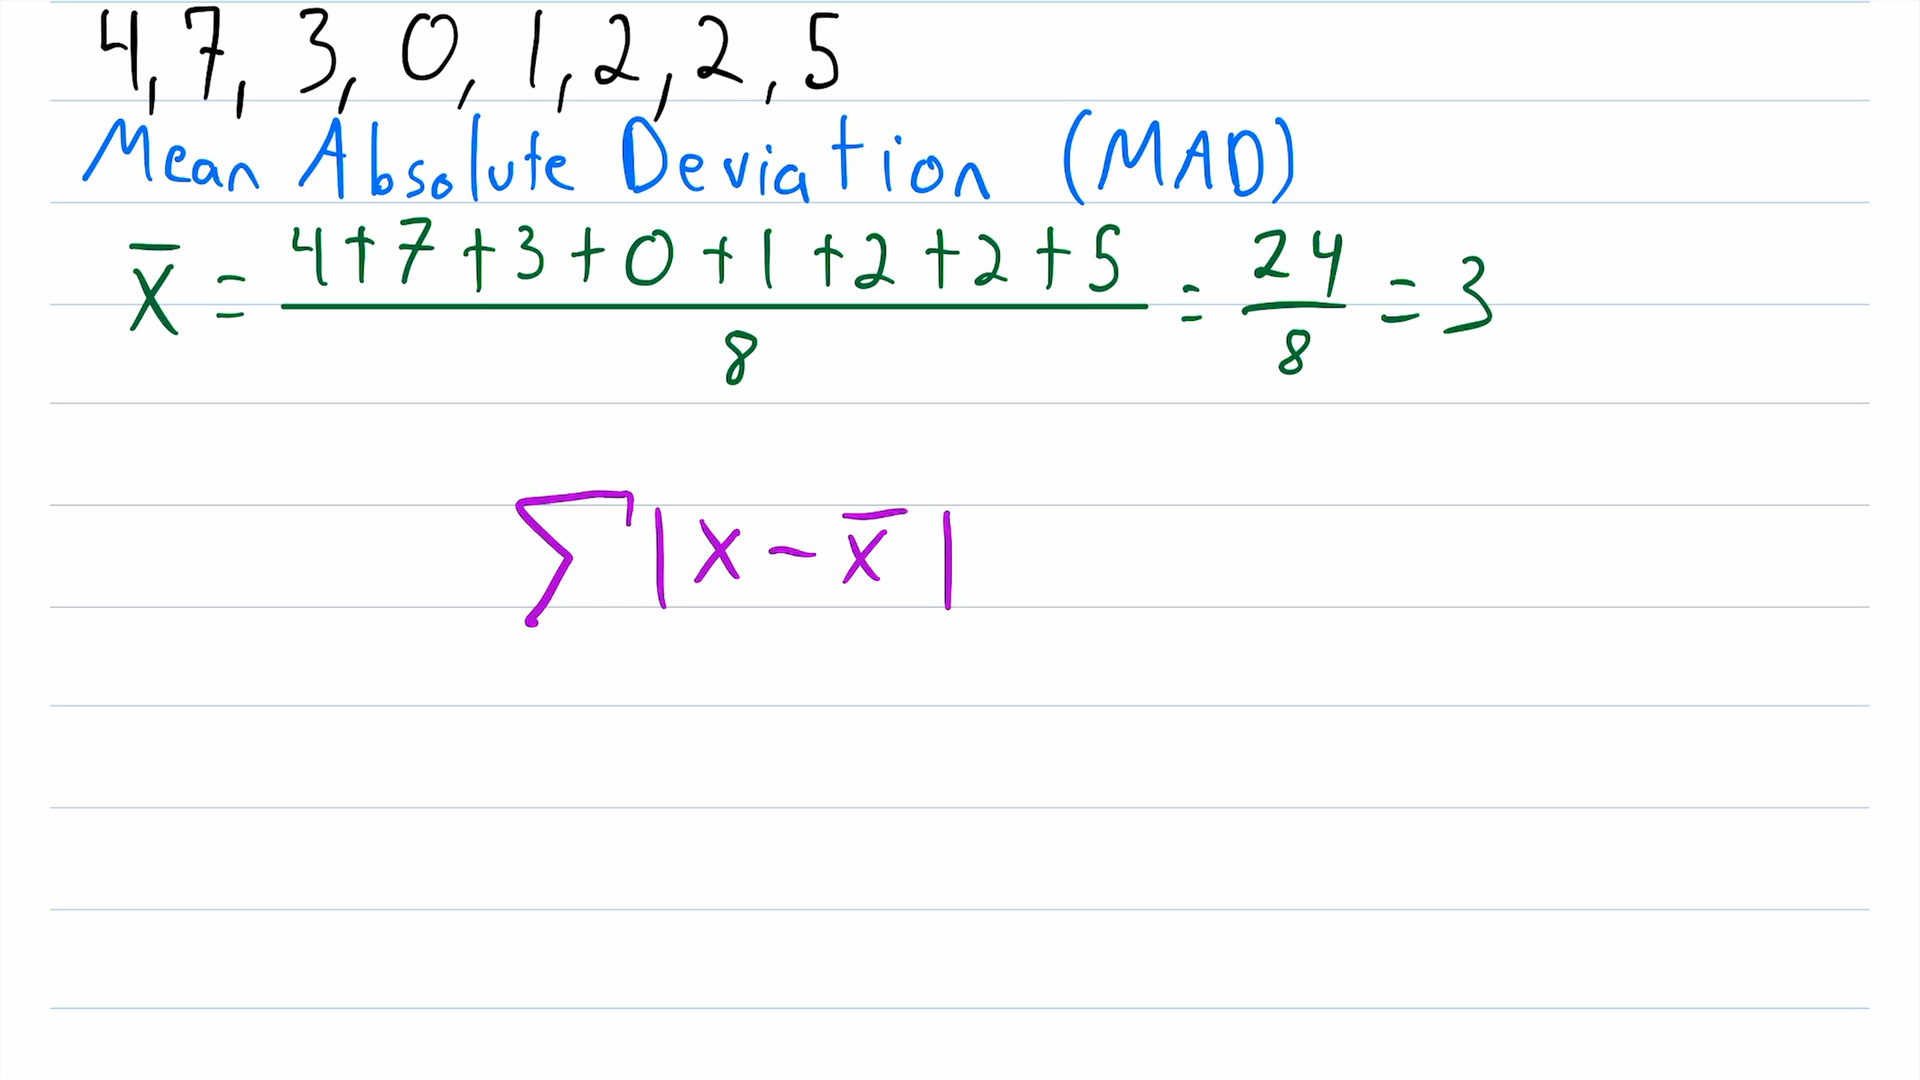 4, 7, 3, 0, 1, 2, 2, 5
Mean Absolute Deviation (MAD)
x̄ = (4+7+3+0+1+2+2+5)/8 = 24/8 = 3
∑|x-x̄|